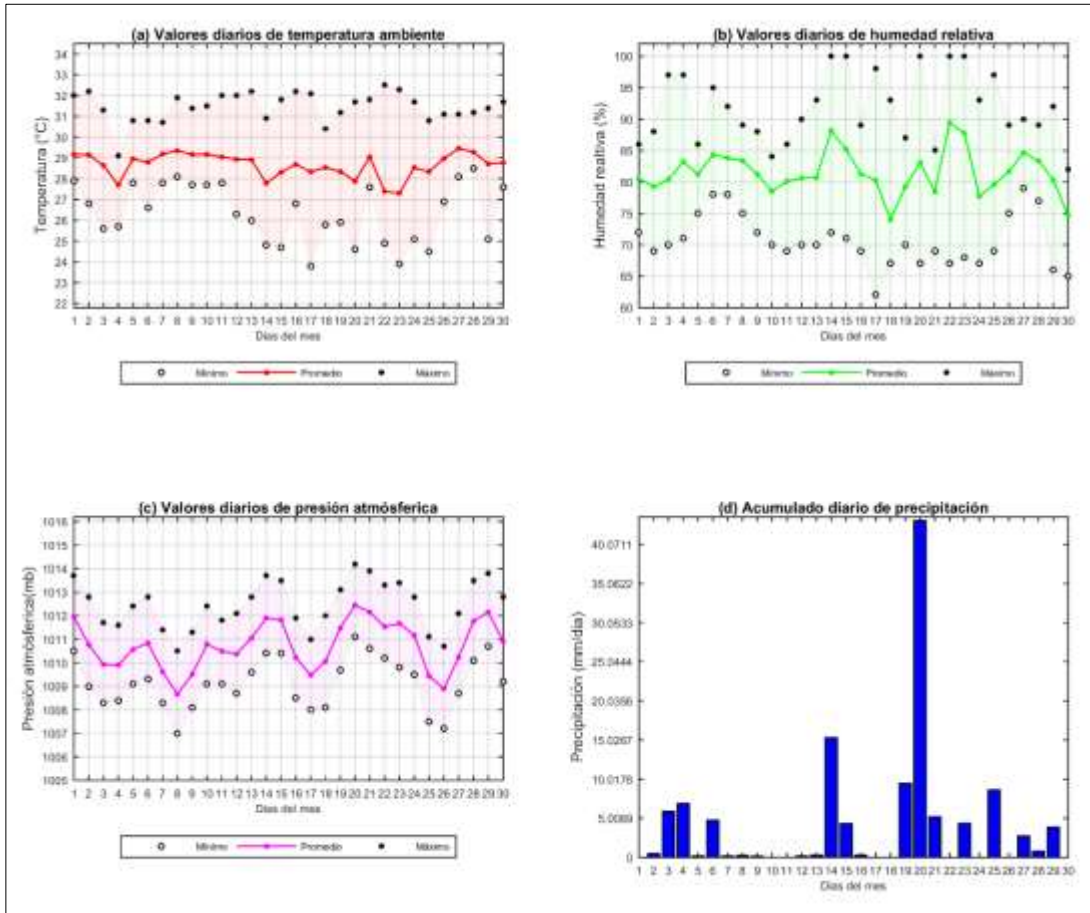 (a) Valores diarios de temperatura ambiente
34
33
32
31
30
29
28
27
26
25
24
23
22
Temperatura (°C)
1 2 3 4 5 6 7 8 9 10 11 12 13 14 15 16 17 18 19 20 21 22 23 24 25 26 27 28 29 30
Días del mes
Mínimo Promedio Máximo
(b) Valores diarios de humedad relativa
100
95
90
85
80
75
70
65
60
Humedad realtiva (%)
1 2 3 4 5 6 7 8 9 10 11 12 13 14 15 16 17 18 19 20 21 22 23 24 25 26 27 28 29 30
Días del mes
Mínimo Promedio Máximo
(c) Valores diarios de presión atmósferica
1016
1015
1014
1013
1012
1011
1010
1009
1008
1007
1006
1005
Presión atmósferica(mb)
1 2 3 4 5 6 7 8 9 10 11 12 13 14 15 16 17 18 19 20 21 22 23 24 25 26 27 28 29 30
Días del mes
Mínimo Promedio Máximo
(d) Acumulado diario de precipitación
40.0711
35.0622
30.0533
25.0444
20.0356
15.0267
10.0178
5.0089
0
Precipitación (mm/dia)
1 2 3 4 5 6 7 8 9 10 11 12 13 14 15 16 17 18 19 20 21 22 23 24 25 26 27 28 29 30
Días del mes